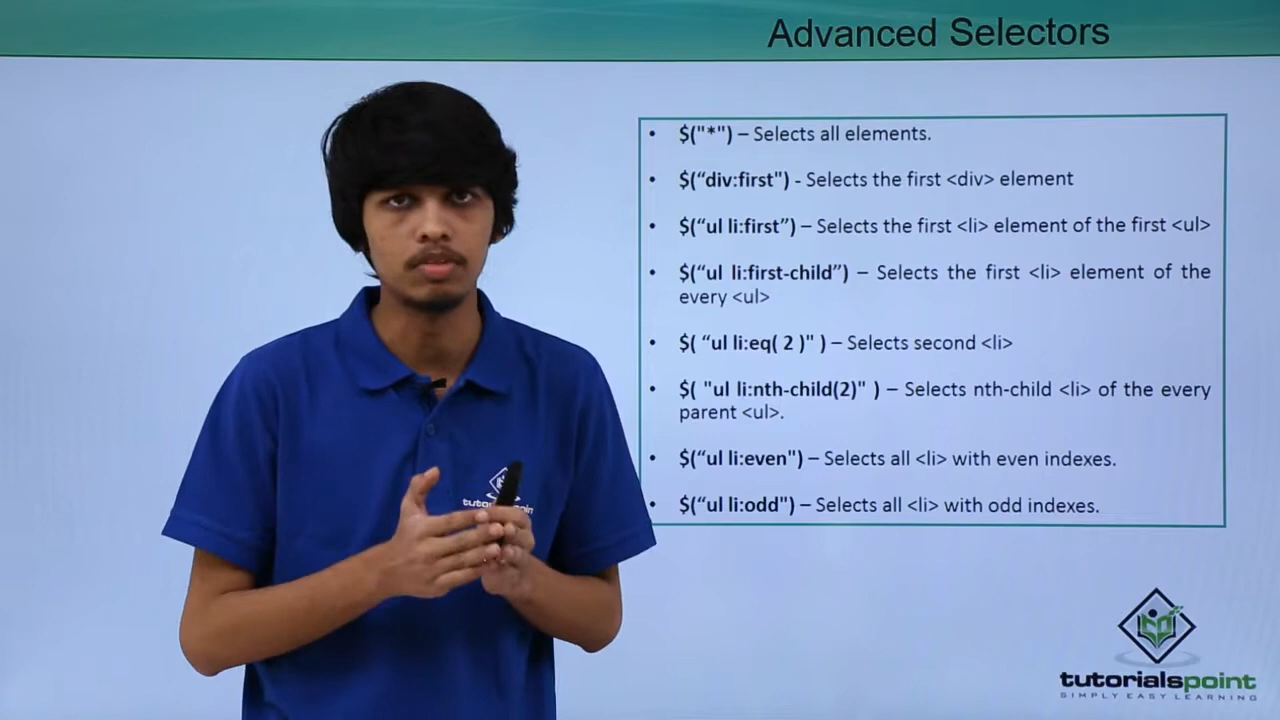 Advanced Selectors
• $("*") – Selects all elements.
• $(“div:first") - Selects the first <div> element
• $(“ul li:first”) – Selects the first <li> element of the first <ul>
• $(“ul li:first-child”) – Selects the first <li> element of the
every <ul>
• $( “ul li:eq( 2 )" ) – Selects second <li>
• $( "ul li:nth-child(2)" ) – Selects nth-child <li> of the every
parent <ul>.
• $(“ul li:even") – Selects all <li> with even indexes.
• $(“ul li:odd") – Selects all <li> with odd indexes.
tutorialspoint
SIMPLY EASY LEARNING